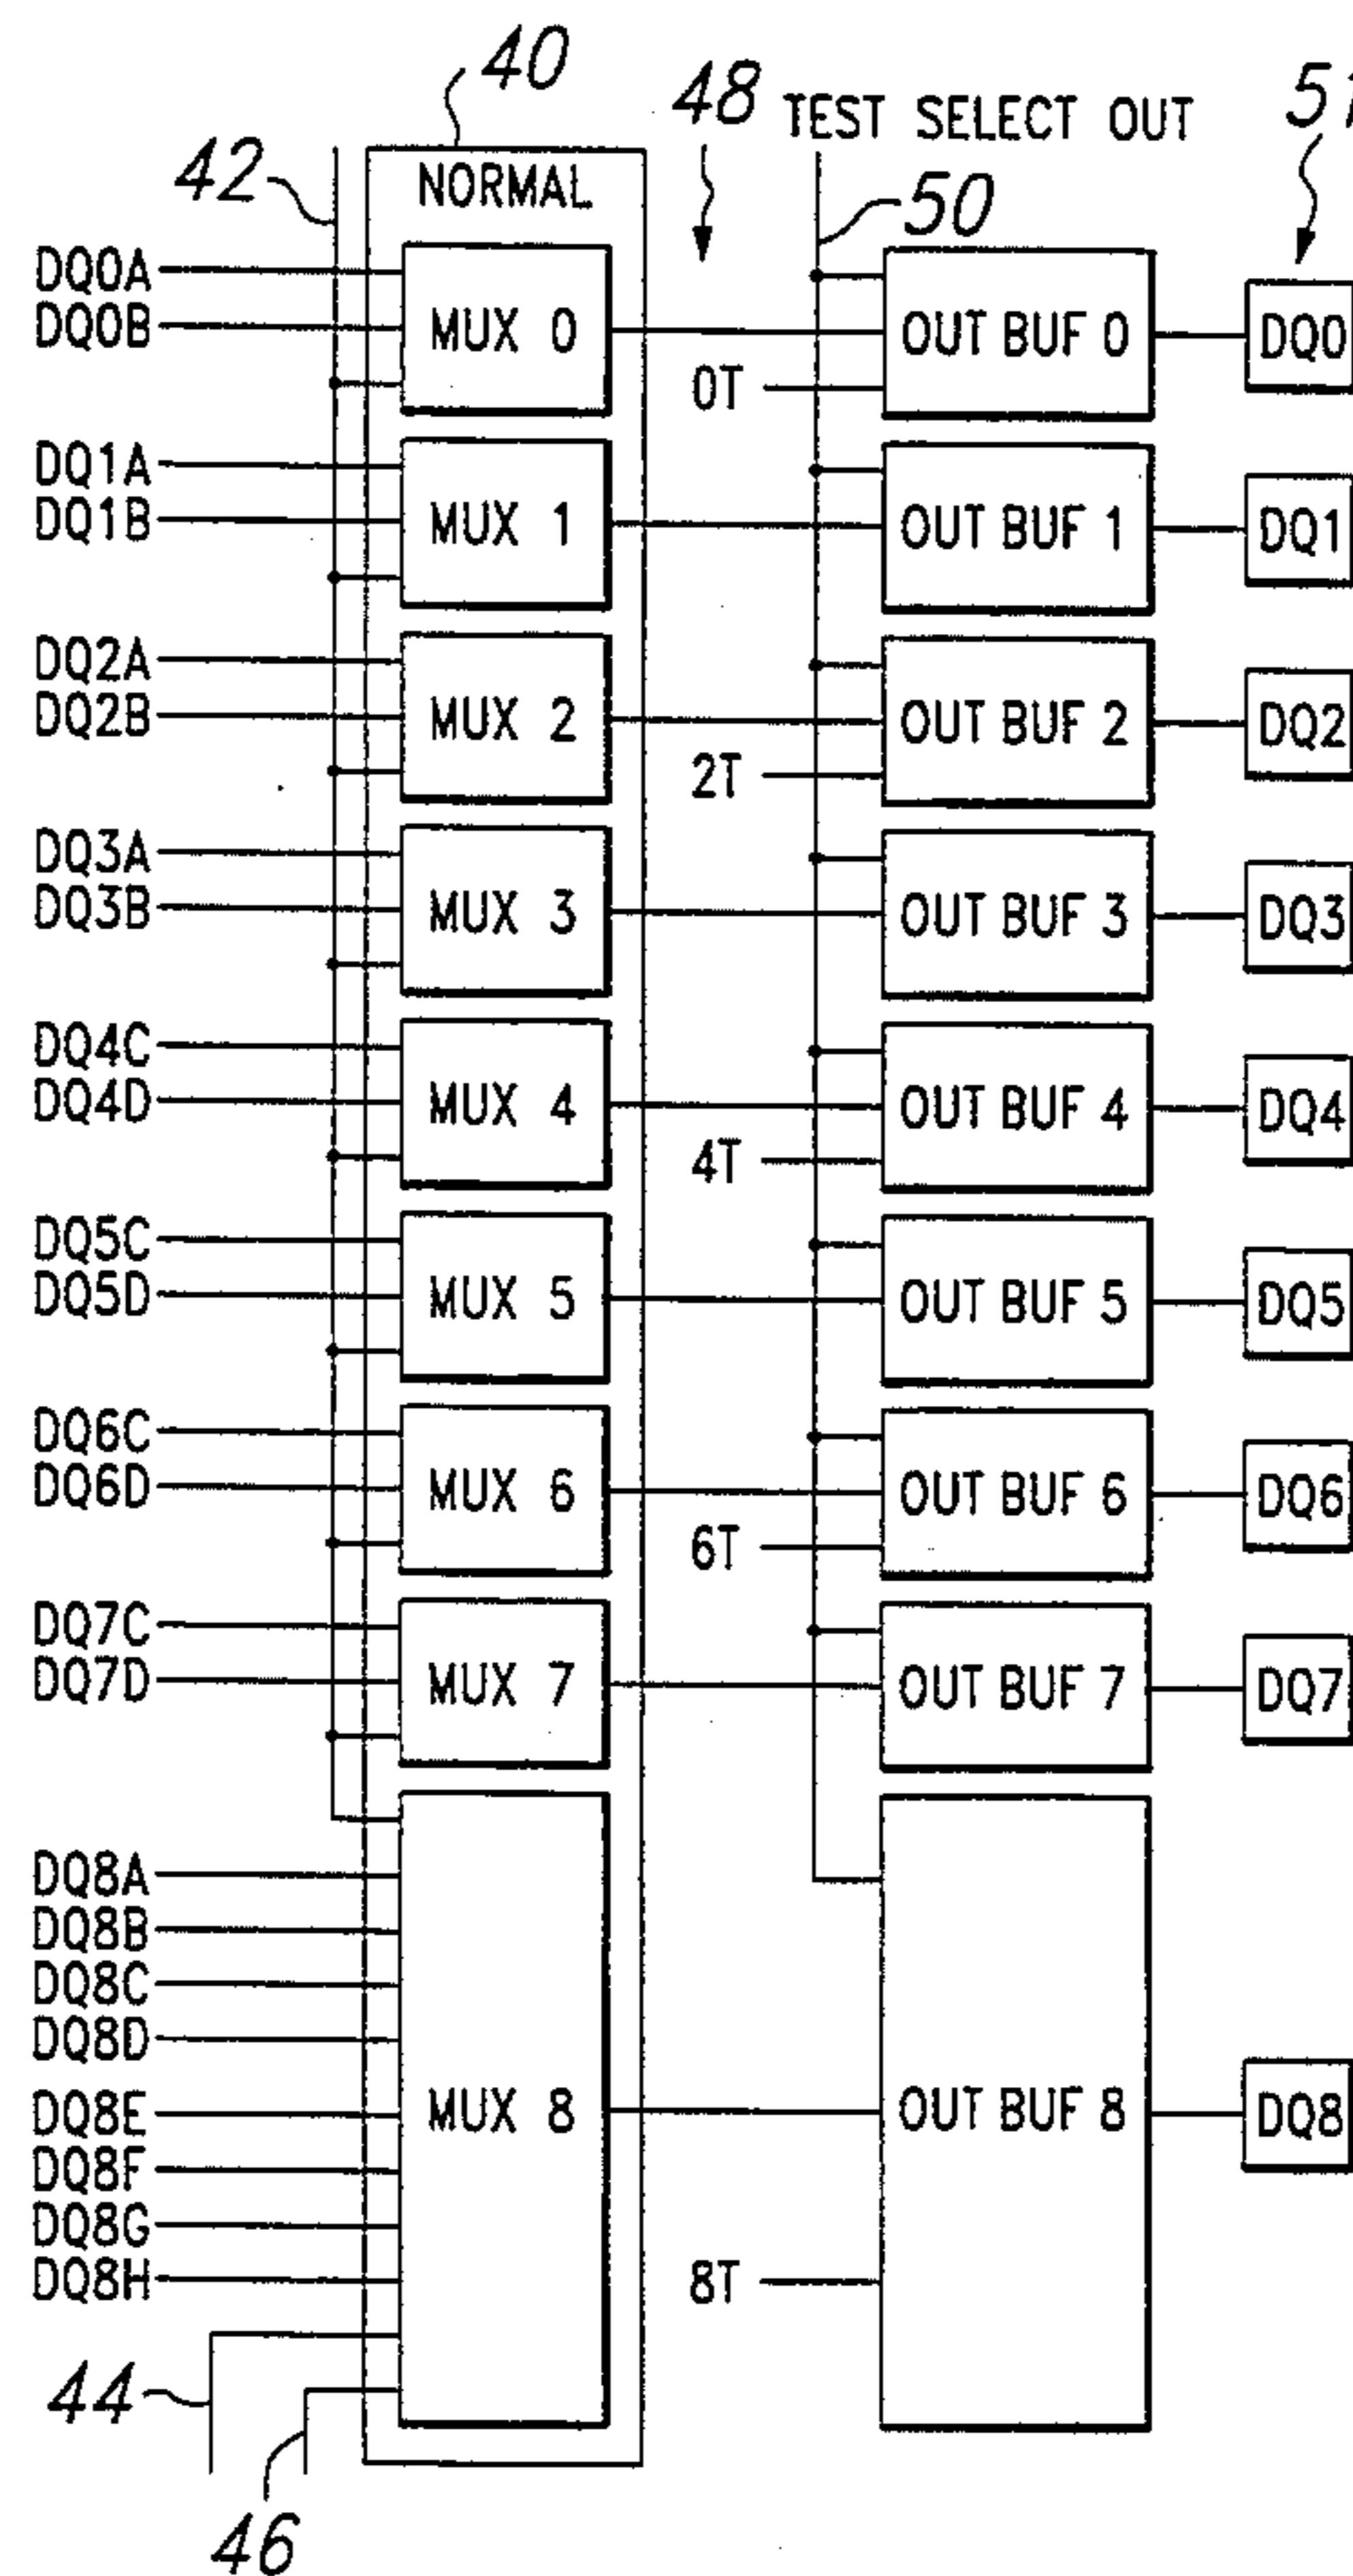 40
48 TEST SELECT OUT 51
42 NORMAL 50
DQ0A
DQ0B MUX 0 OUT BUF 0 DQ0
0T
DQ1A
DQ1B MUX 1 OUT BUF 1 DQ1
DQ2A
DQ2B MUX 2 OUT BUF 2 DQ2
2T
DQ3A
DQ3B MUX 3 OUT BUF 3 DQ3
DQ4C
DQ4D MUX 4 OUT BUF 4 DQ4
4T
DQ5C
DQ5D MUX 5 OUT BUF 5 DQ5
DQ6C
DQ6D MUX 6 OUT BUF 6 DQ6
6T
DQ7C
DQ7D MUX 7 OUT BUF 7 DQ7
DQ8A
DQ8B
DQ8C
DQ8D
DQ8E MUX 8 OUT BUF 8 DQ8
DQ8F
DQ8G
DQ8H 8T
44
46